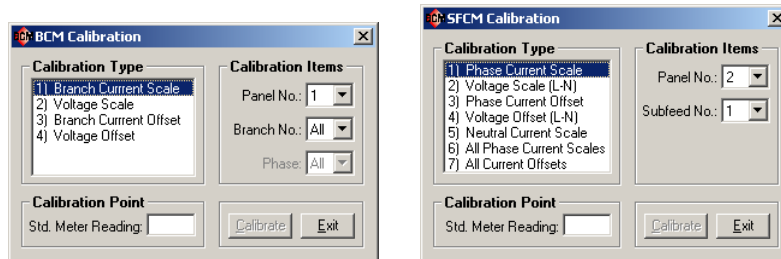 BCM BCM Calibration
Calibration Type
1) Branch Currrent Scale
2) Voltage Scale
3) Branch Currrent Offset
4) Voltage Offset
Calibration Items
Panel No.: 1
Branch No.: All
Phase: All
Calibration Point
Std. Meter Reading:
Calibrate Exit
BCM SFCM Calibration
Calibration Type
1) Phase Current Scale
2) Voltage Scale (L-N)
3) Phase Current Offset
4) Voltage Offset (L-N)
5) Neutral Current Scale
6) All Phase Current Scales
7) All Current Offsets
Calibration Items
Panel No.: 2
Subfeed No.: 1
Calibration Point
Std. Meter Reading:
Calibrate Exit